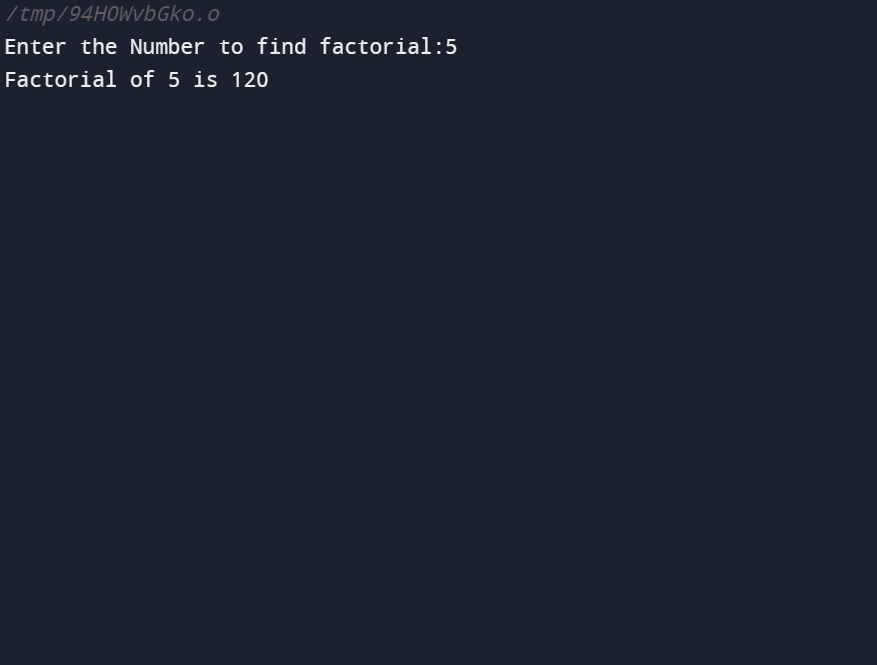 /tmp/94HOWvbGko.o
Enter the Number to find factorial:5
Factorial of 5 is 120